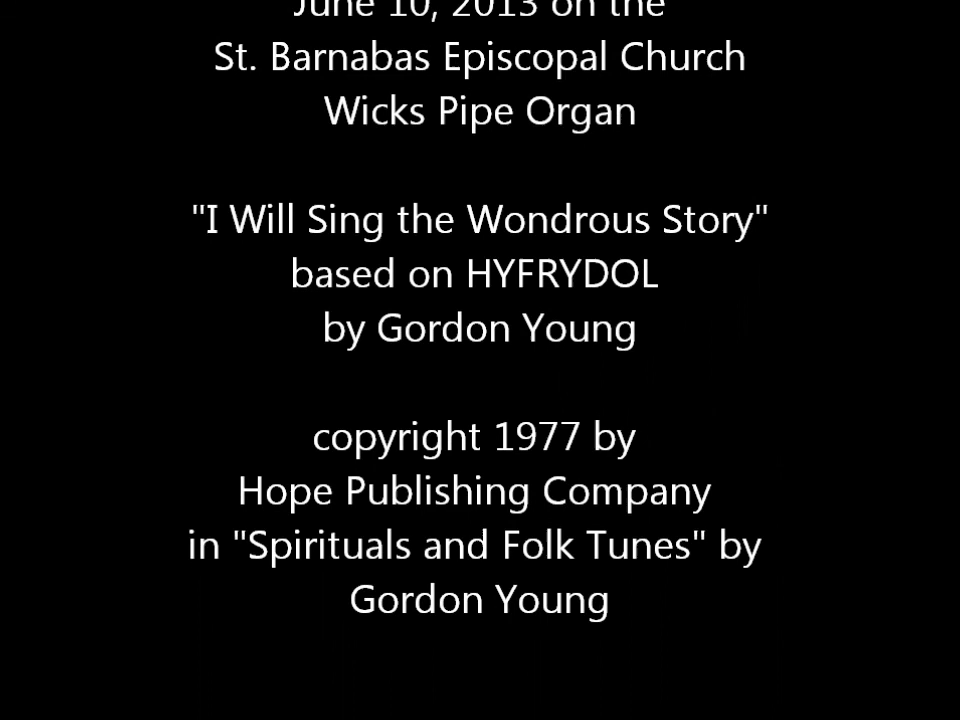 June 10, 2013 on the
St. Barnabas Episcopal Church
Wicks Pipe Organ
"I Will Sing the Wondrous Story"
based on HYFRYDOL
by Gordon Young
copyright 1977 by
Hope Publishing Company
in "Spirituals and Folk Tunes" by
Gordon Young